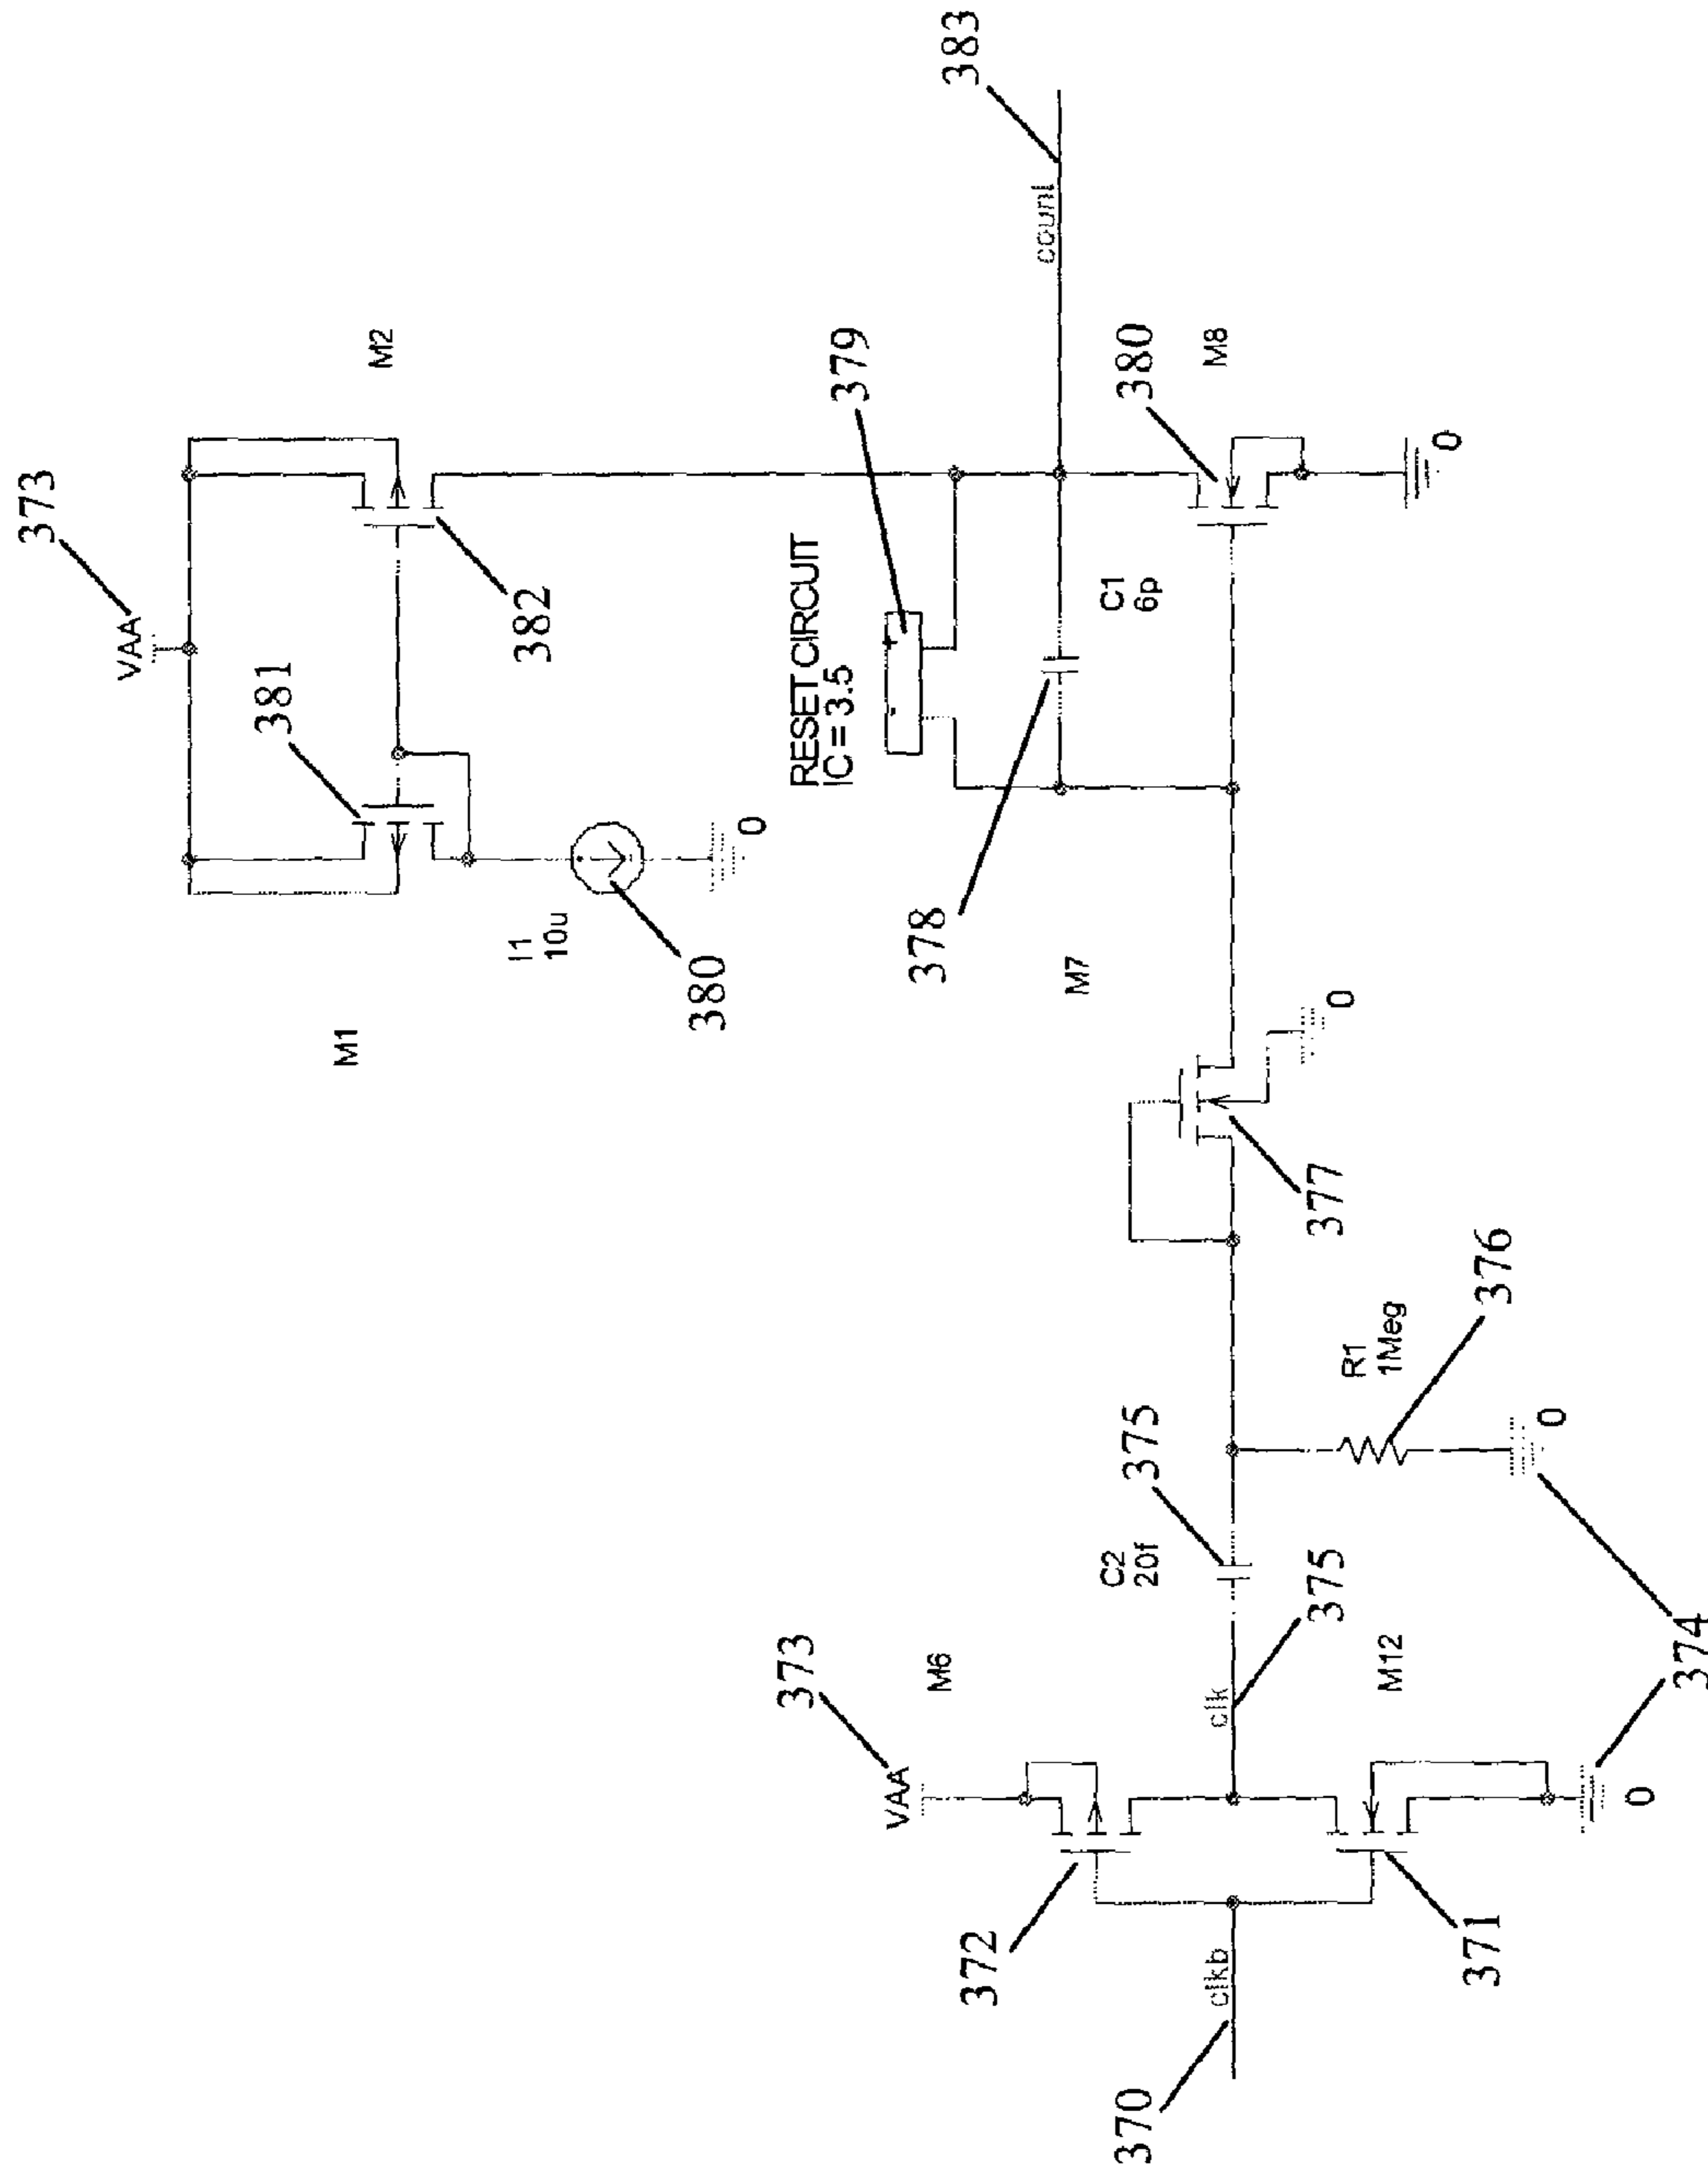 373
VAA
381
M1
M2
382
I1
10u
380
0
RESET CIRCUIT
IC = 3.5
- +
379
383
count
378
C1
6p
380
M8
0
M7
377
0
373
VAA
M6
372
370
clkb
clk
375
C2
20f
375
R1
1Meg
376
0
M12
371
0
374